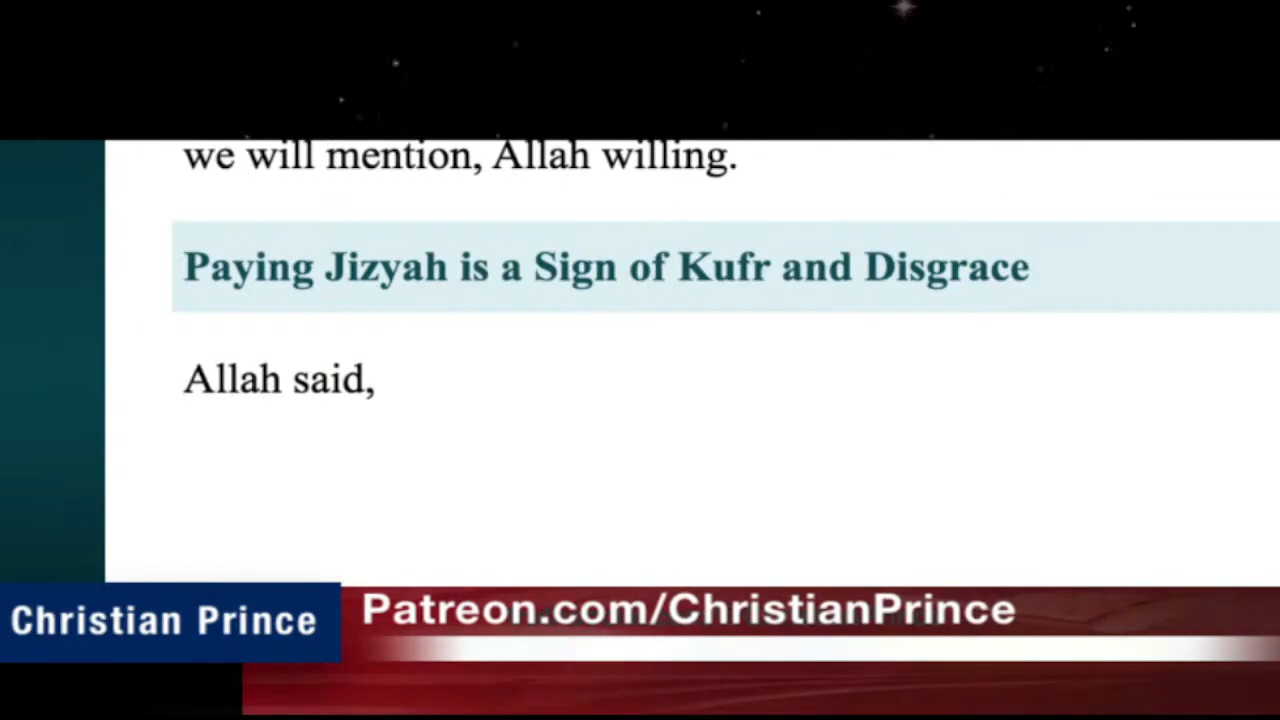 we will mention, Allah willing.
Paying Jizyah is a Sign of Kufr and Disgrace
Allah said,
Christian Prince
Patreon.com/ChristianPrince